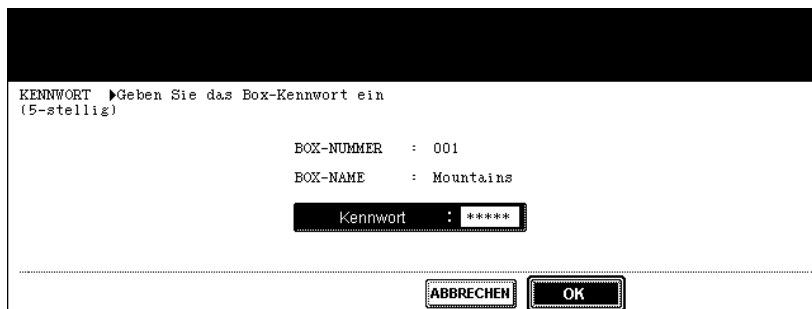 KENNWORT ▶Geben Sie das Box-Kennwort ein
(5-stellig)
BOX-NUMMER : 001
BOX-NAME : Mountains
Kennwort : *****
ABBRECHEN OK